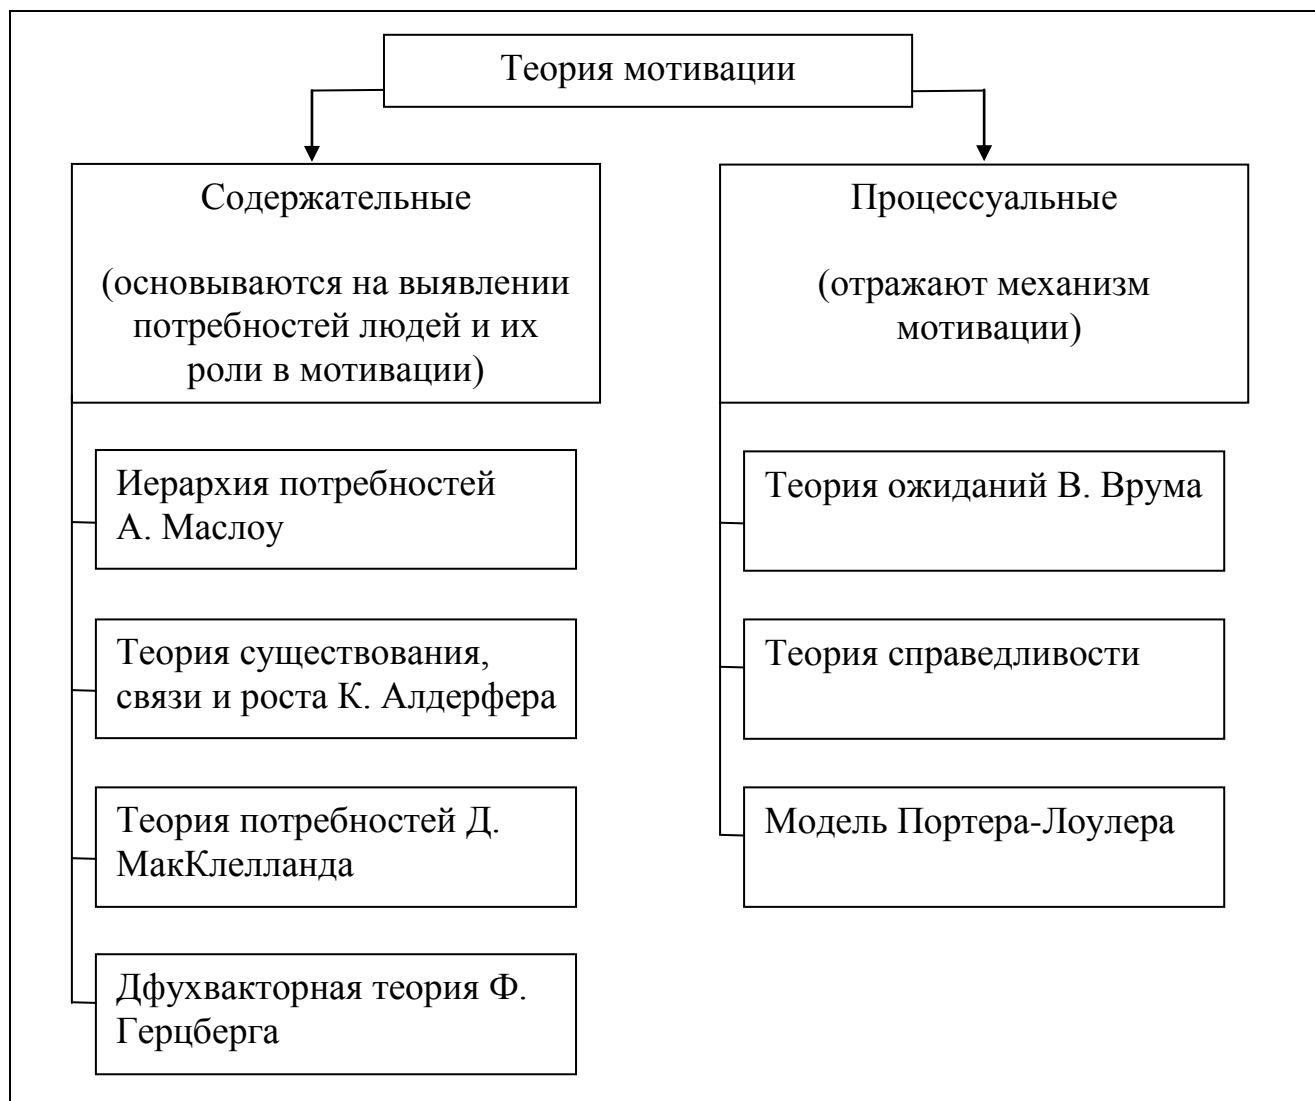 Теория мотивации
Содержательные
(основываются на выявлении
потребностей людей и их
роли в мотивации)
Процессуальные
(отражают механизм
мотивации)
Иерархия потребностей
А. Маслоу
Теория существования,
связи и роста К. Алдерфера
Теория потребностей Д.
МакКлелланда
Дфухвакторная теория Ф.
Герцберга
Теория ожиданий В. Врума
Теория справедливости
Модель Портера-Лоулера